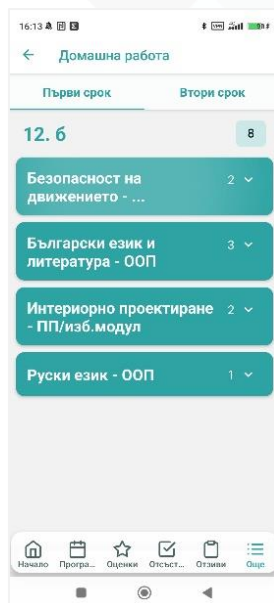 16:13
Домашна работа
Първи срок Втори срок
12. б 8
Безопасност на 2
движението - ...
Български език и 3
литература - ООП
Интериорно проектиране 2
- ПП/изб.модул
Руски език - ООП 1
Начало Програ... Оценки Отсъст... Отзиви Още